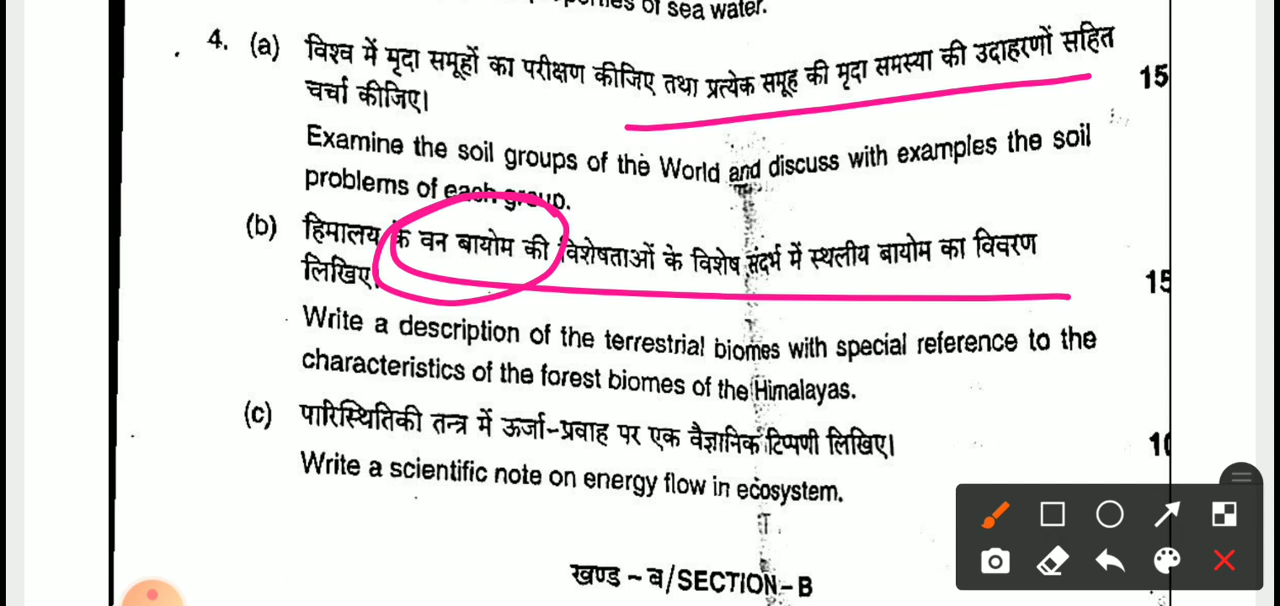 of sea water.
4. (a) विश्व में मृदा समूहों का परीक्षण कीजिए तथा प्रत्येक समूह की मृदा समस्या की उदाहरणों सहित
चर्चा कीजिए। 15
Examine the soil groups of the World and discuss with examples the soil
problems of each group.
(b) हिमालय के वन बायोम की विशेषताओं के विशेष संदर्भ में स्थलीय बायोम का विवरण
लिखिए। 15
Write a description of the terrestrial biomes with special reference to the
characteristics of the forest biomes of the Himalayas.
(c) पारिस्थितिकी तन्त्र में ऊर्जा-प्रवाह पर एक वैज्ञानिक टिप्पणी लिखिए। 10
Write a scientific note on energy flow in ecosystem.
खण्ड - ब/SECTION-B